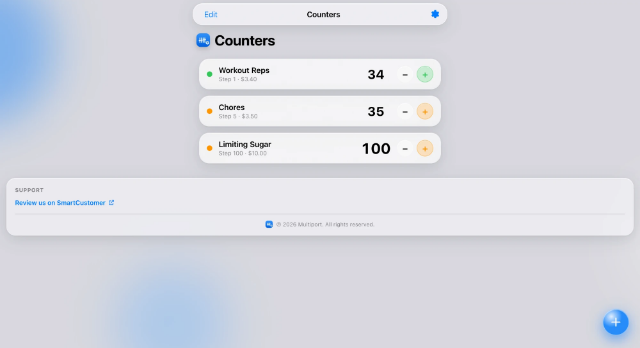 Edit
Counters
Counters
Workout Reps
Step 1 · $3.40
34
−
+
Chores
Step 5 · $3.50
35
−
+
Limiting Sugar
Step 100 · $10.00
100
−
+
SUPPORT
Review us on SmartCustomer
© 2026 Multiport. All rights reserved.
+